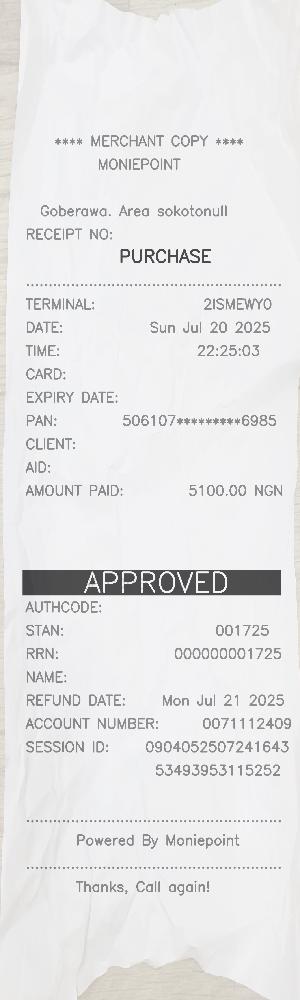 **** MERCHANT COPY ****
MONIEPOINT
Goberawa. Area sokotonull
RECEIPT NO:
PURCHASE
TERMINAL: 2ISMEWYO
DATE: Sun Jul 20 2025
TIME: 22:25:03
CARD:
EXPIRY DATE:
PAN: 506107*********6985
CLIENT:
AID:
AMOUNT PAID: 5100.00 NGN
APPROVED
AUTHCODE:
STAN: 001725
RRN: 000000001725
NAME:
REFUND DATE: Mon Jul 21 2025
ACCOUNT NUMBER: 0071112409
SESSION ID: 0904052507241643
53493953115252
Powered By Moniepoint
Thanks, Call again!